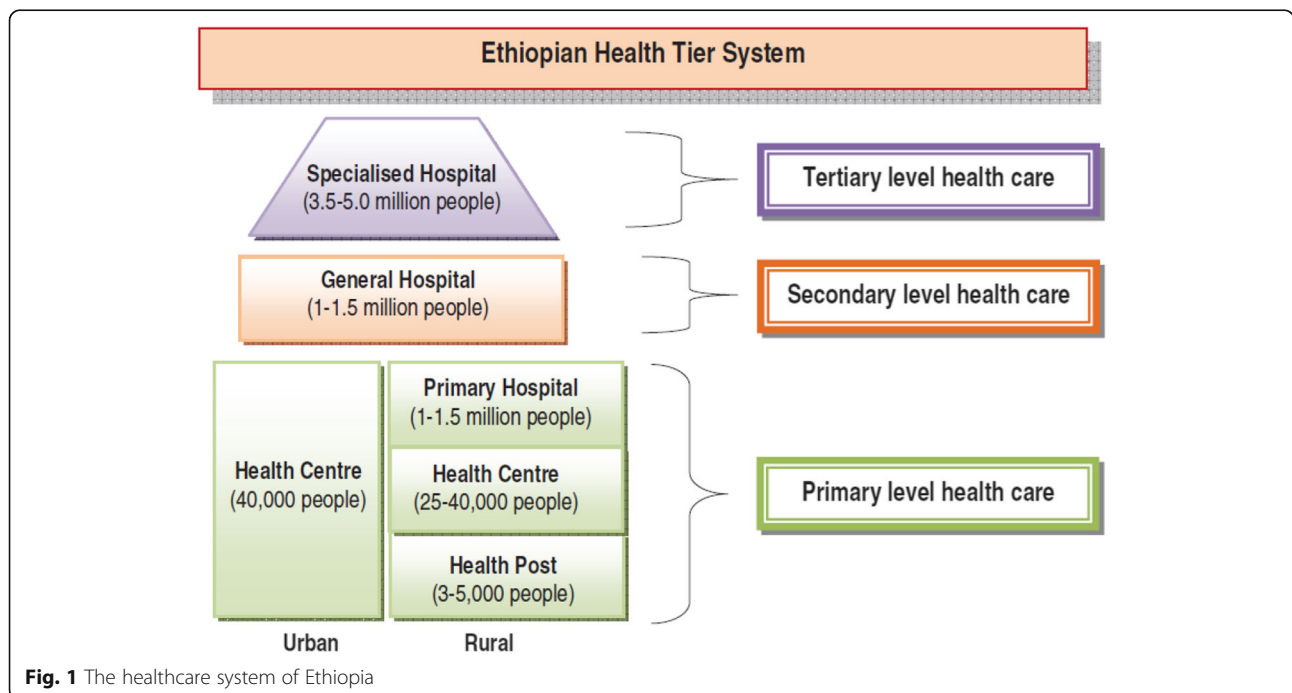 Ethiopian Health Tier System
Specialised Hospital
(3.5-5.0 million people)
Tertiary level health care
General Hospital
(1-1.5 million people)
Secondary level health care
Health Centre
(40,000 people)
Primary Hospital
(1-1.5 million people)
Health Centre
(25-40,000 people)
Health Post
(3-5,000 people)
Primary level health care
Urban
Rural
Fig. 1 The healthcare system of Ethiopia